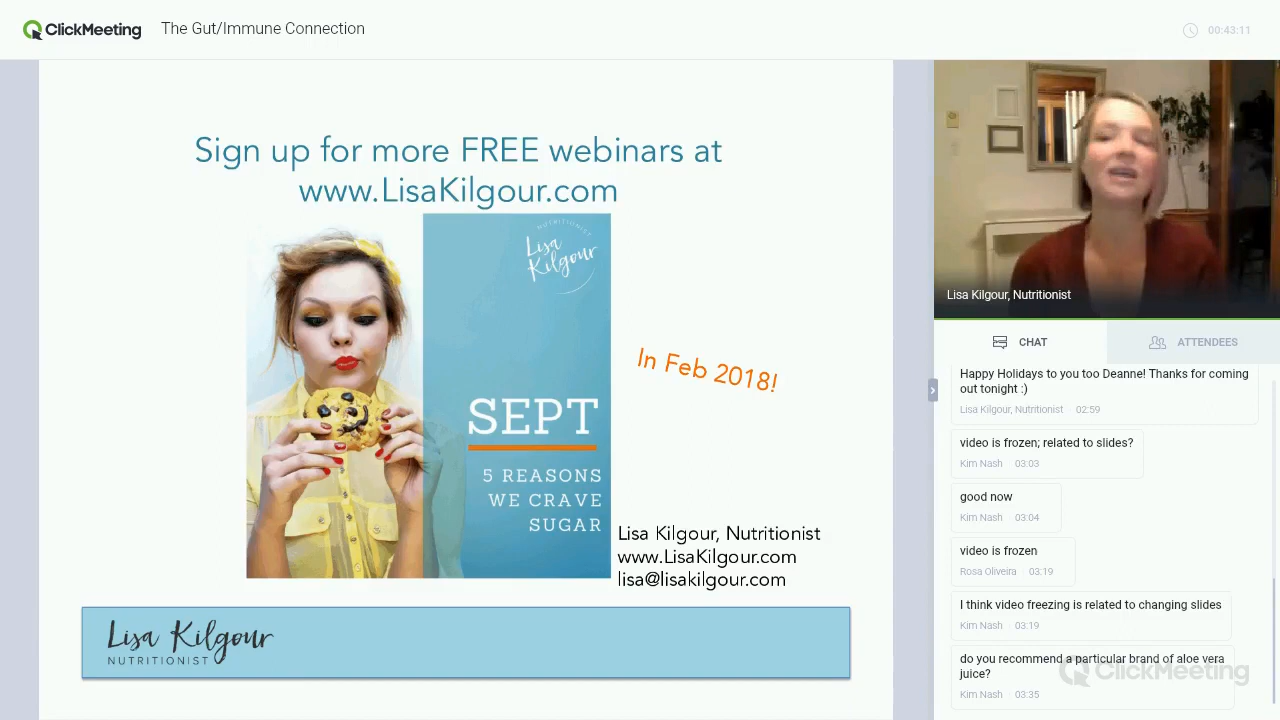 ClickMeeting
The Gut/Immune Connection
00:43:11
Sign up for more FREE webinars at
www.LisaKilgour.com
NUTRITIONIST
Lisa
Kilgour
In Feb 2018!
SEPT
5 REASONS
WE CRAVE
SUGAR
Lisa Kilgour, Nutritionist
www.LisaKilgour.com
lisa@lisakilgour.com
Lisa Kilgour
NUTRITIONIST
Lisa Kilgour, Nutritionist
CHAT
ATTENDEES
Happy Holidays to you too Deanne! Thanks for coming
out tonight :)
Lisa Kilgour, Nutritionist 02:59
video is frozen; related to slides?
Kim Nash 03:03
good now
Kim Nash 03:04
video is frozen
Rosa Oliveira 03:19
I think video freezing is related to changing slides
Kim Nash 03:19
do you recommend a particular brand of aloe vera
juice?
Kim Nash 03:35
ClickMeeting